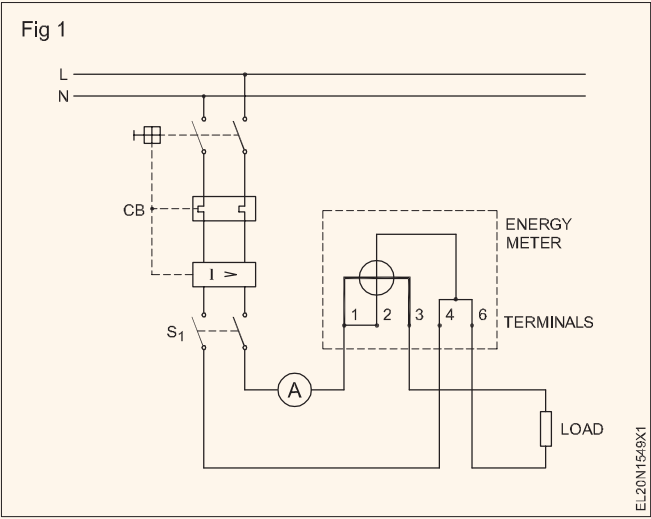 Fig 1
L
N
CB
I >
ENERGY
METER
1 2 3 4 6
TERMINALS
S1
A
LOAD
EL20N1549X1